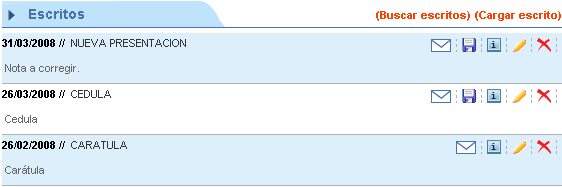 Escritos (Buscar escritos) (Cargar escrito)
31/03/2008 // NUEVA PRESENTACION
Nota a corregir.
26/03/2008 // CEDULA
Cedula
26/02/2008 // CARATULA
Carátula